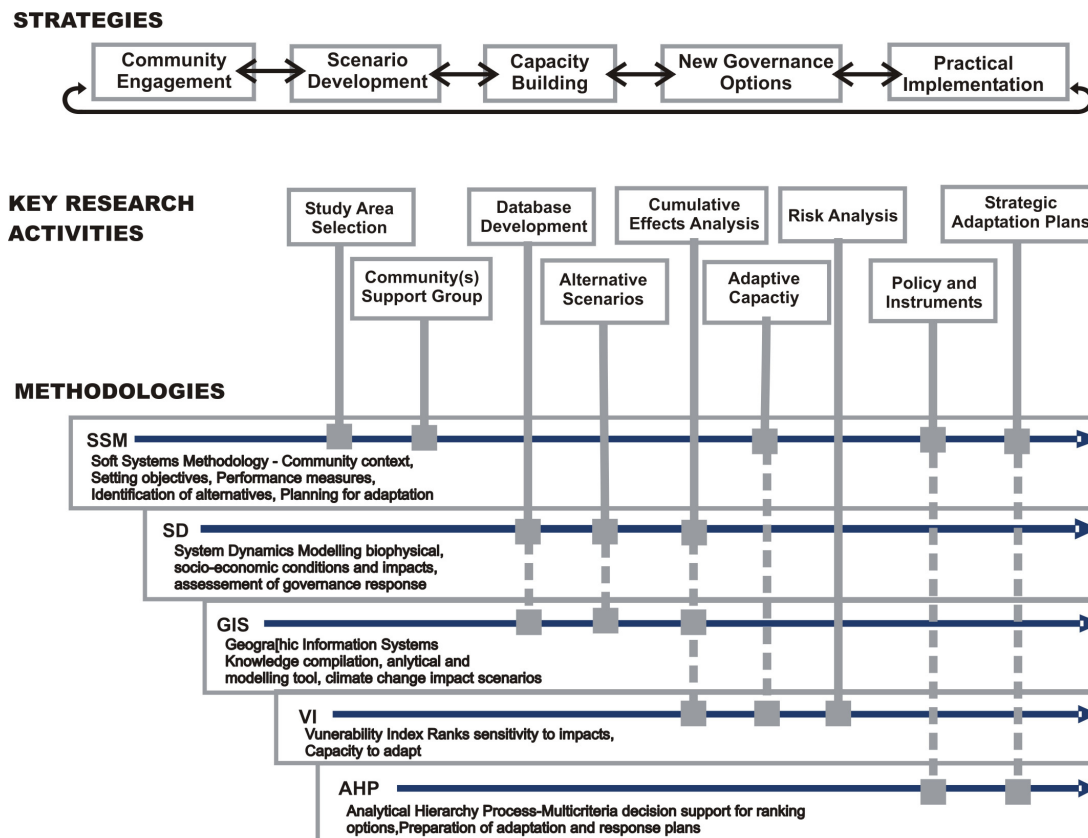 STRATEGIES
Community
Engagement
Scenario
Development
Capacity
Building
New Governance
Options
Practical
Implementation
KEY RESEARCH
ACTIVITIES
Study Area
Selection
Database
Development
Cumulative
Effects Analysis
Risk Analysis
Strategic
Adaptation Plans
Community(s)
Support Group
Alternative
Scenarios
Adaptive
Capactiy
Policy and
Instruments
METHODOLOGIES
SSM
Soft Systems Methodology - Community context,
Setting objectives, Performance measures,
Identification of alternatives, Planning for adaptation
SD
System Dynamics Modelling biophysical,
socio-economic conditions and impacts,
assessement of governance response
GIS
Geogra[hic Information Systems
Knowledge compilation, anlytical and
modelling tool, climate change impact scenarios
VI
Vunerability Index Ranks sensitivity to impacts,
Capacity to adapt
AHP
Analytical Hierarchy Process-Multicriteria decision support for ranking
options,Preparation of adaptation and response plans